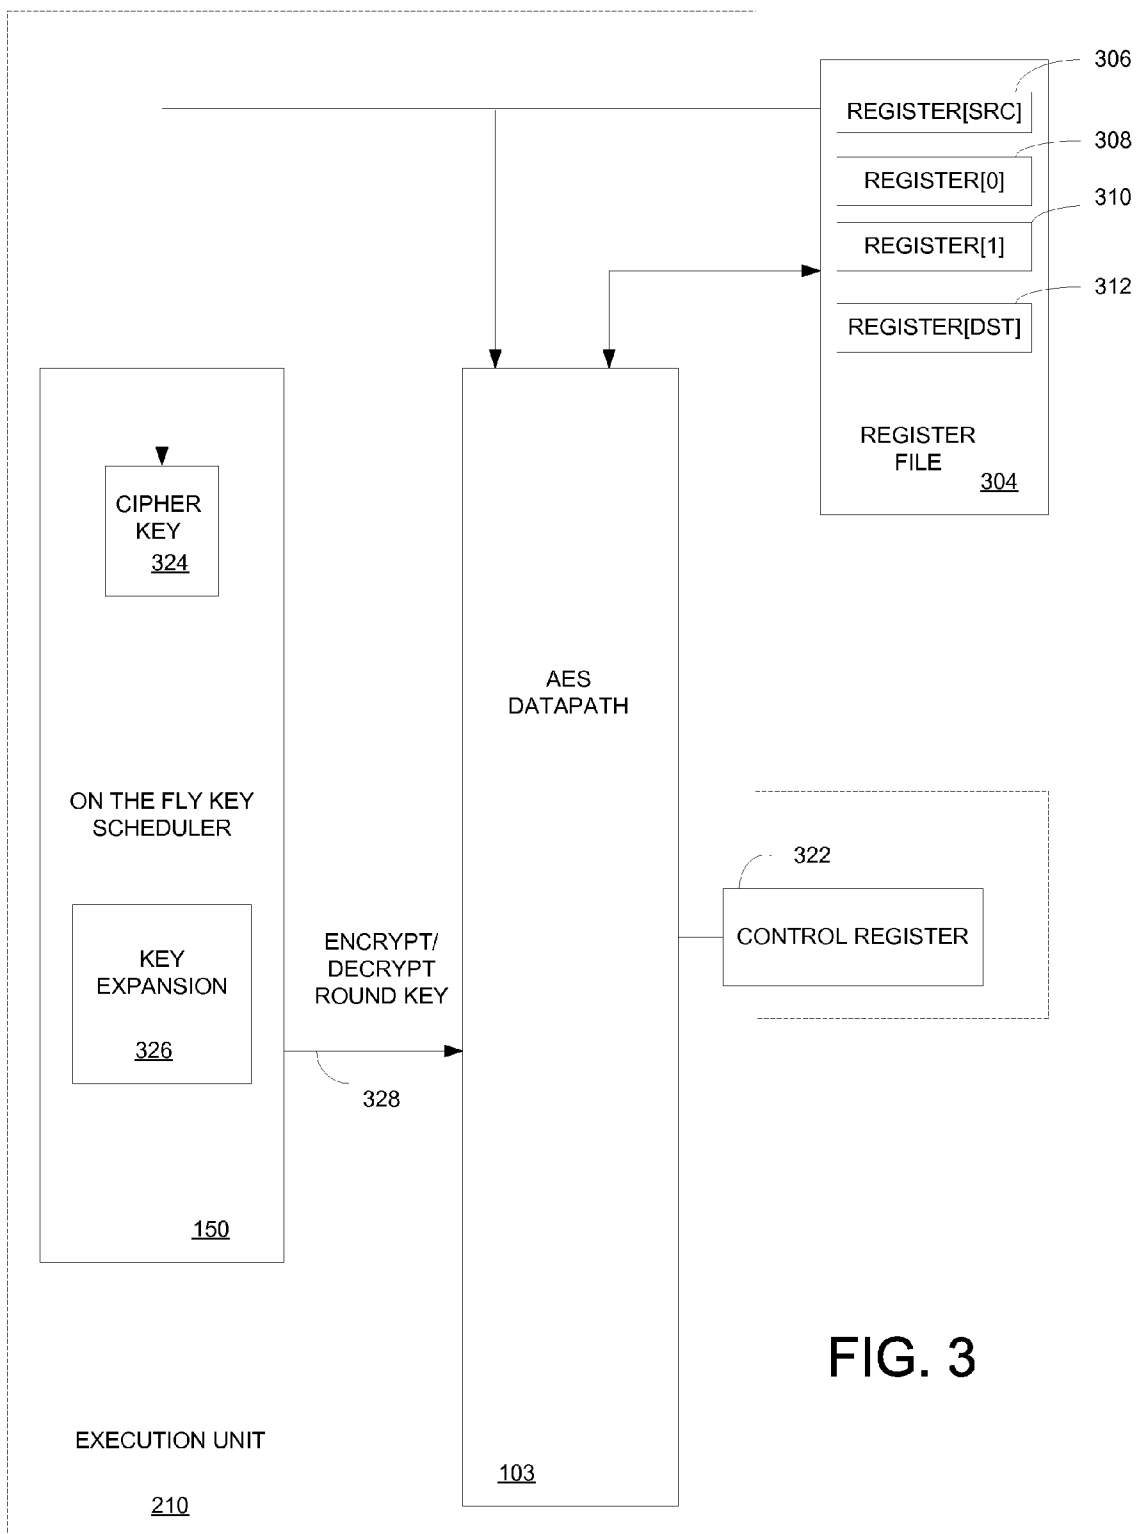 306
REGISTER[SRC]
308
REGISTER[0]
310
REGISTER[1]
312
REGISTER[DST]
REGISTER
FILE
304
CIPHER
KEY
324
AES
DATAPATH
ON THE FLY KEY
SCHEDULER
322
CONTROL REGISTER
KEY
EXPANSION
326
ENCRYPT/
DECRYPT
ROUND KEY
328
150
FIG. 3
EXECUTION UNIT
210
103